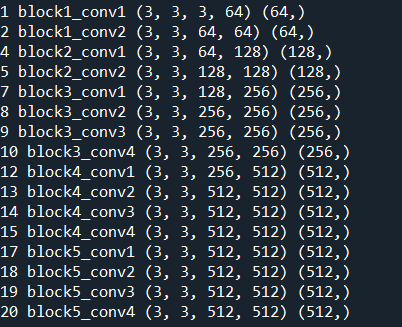 1 block1_conv1 (3, 3, 3, 64) (64,)
2 block1_conv2 (3, 3, 64, 64) (64,)
4 block2_conv1 (3, 3, 64, 128) (128,)
5 block2_conv2 (3, 3, 128, 128) (128,)
7 block3_conv1 (3, 3, 128, 256) (256,)
8 block3_conv2 (3, 3, 256, 256) (256,)
9 block3_conv3 (3, 3, 256, 256) (256,)
10 block3_conv4 (3, 3, 256, 256) (256,)
12 block4_conv1 (3, 3, 256, 512) (512,)
13 block4_conv2 (3, 3, 512, 512) (512,)
14 block4_conv3 (3, 3, 512, 512) (512,)
15 block4_conv4 (3, 3, 512, 512) (512,)
17 block5_conv1 (3, 3, 512, 512) (512,)
18 block5_conv2 (3, 3, 512, 512) (512,)
19 block5_conv3 (3, 3, 512, 512) (512,)
20 block5_conv4 (3, 3, 512, 512) (512,)